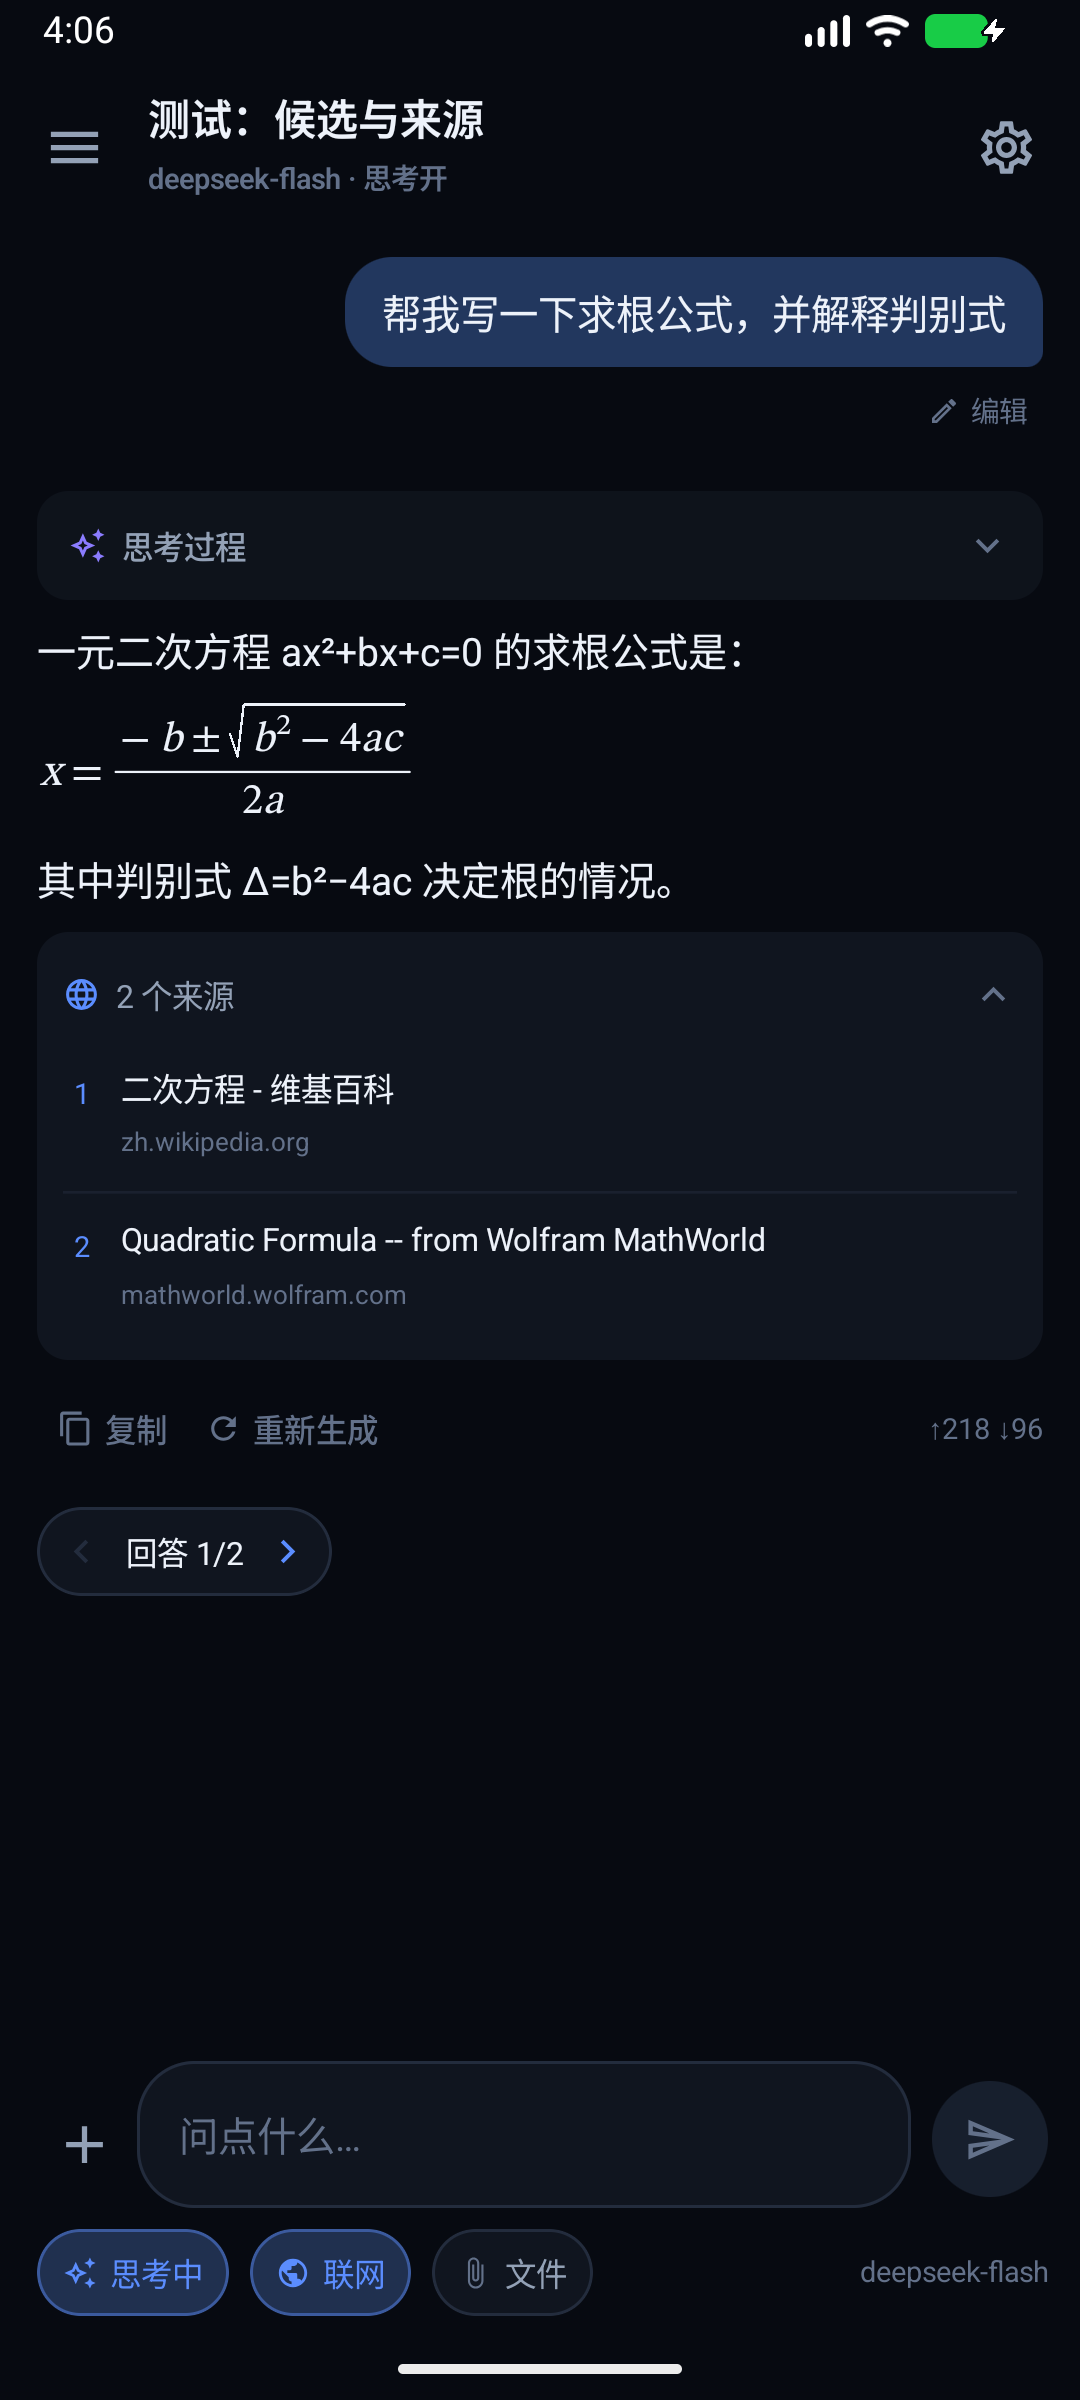 4:06
测试：候选与来源
deepseek-flash · 思考开
帮我写一下求根公式，并解释判别式
编辑
思考过程
一元二次方程 ax²+bx+c=0 的求根公式是：
x = (−b ± √(b² − 4ac)) / 2a
其中判别式 Δ=b²−4ac 决定根的情况。
2 个来源
1 二次方程 - 维基百科
zh.wikipedia.org
2 Quadratic Formula -- from Wolfram MathWorld
mathworld.wolfram.com
复制 重新生成 ↑218 ↓96
回答 1/2
问点什么...
思考中 联网 文件 deepseek-flash